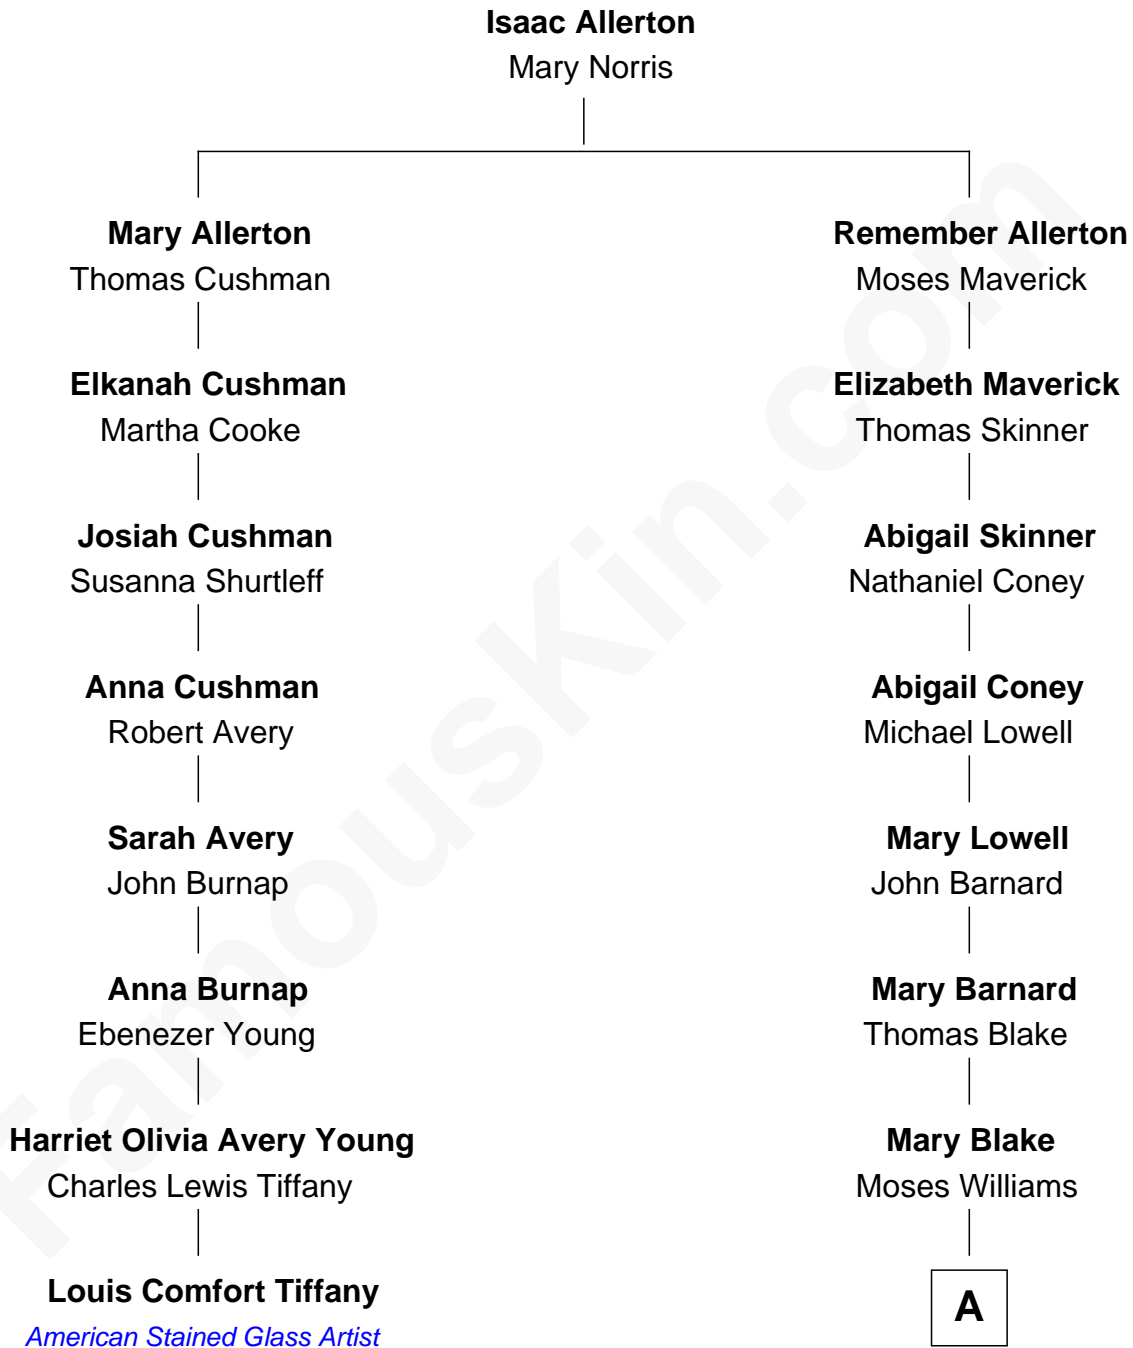 Isaac Allerton
Mary Norris
Mary Allerton
Thomas Cushman
Remember Allerton
Moses Maverick
Elkanah Cushman
Martha Cooke
Elizabeth Maverick
Thomas Skinner
Josiah Cushman
Susanna Shurtleff
Abigail Skinner
Nathaniel Coney
Anna Cushman
Robert Avery
Abigail Coney
Michael Lowell
Sarah Avery
John Burnap
Mary Lowell
John Barnard
Anna Burnap
Ebenezer Young
Mary Barnard
Thomas Blake
Harriet Olivia Avery Young
Charles Lewis Tiffany
Mary Blake
Moses Williams
Louis Comfort Tiffany
American Stained Glass Artist
A
FamousKin.com